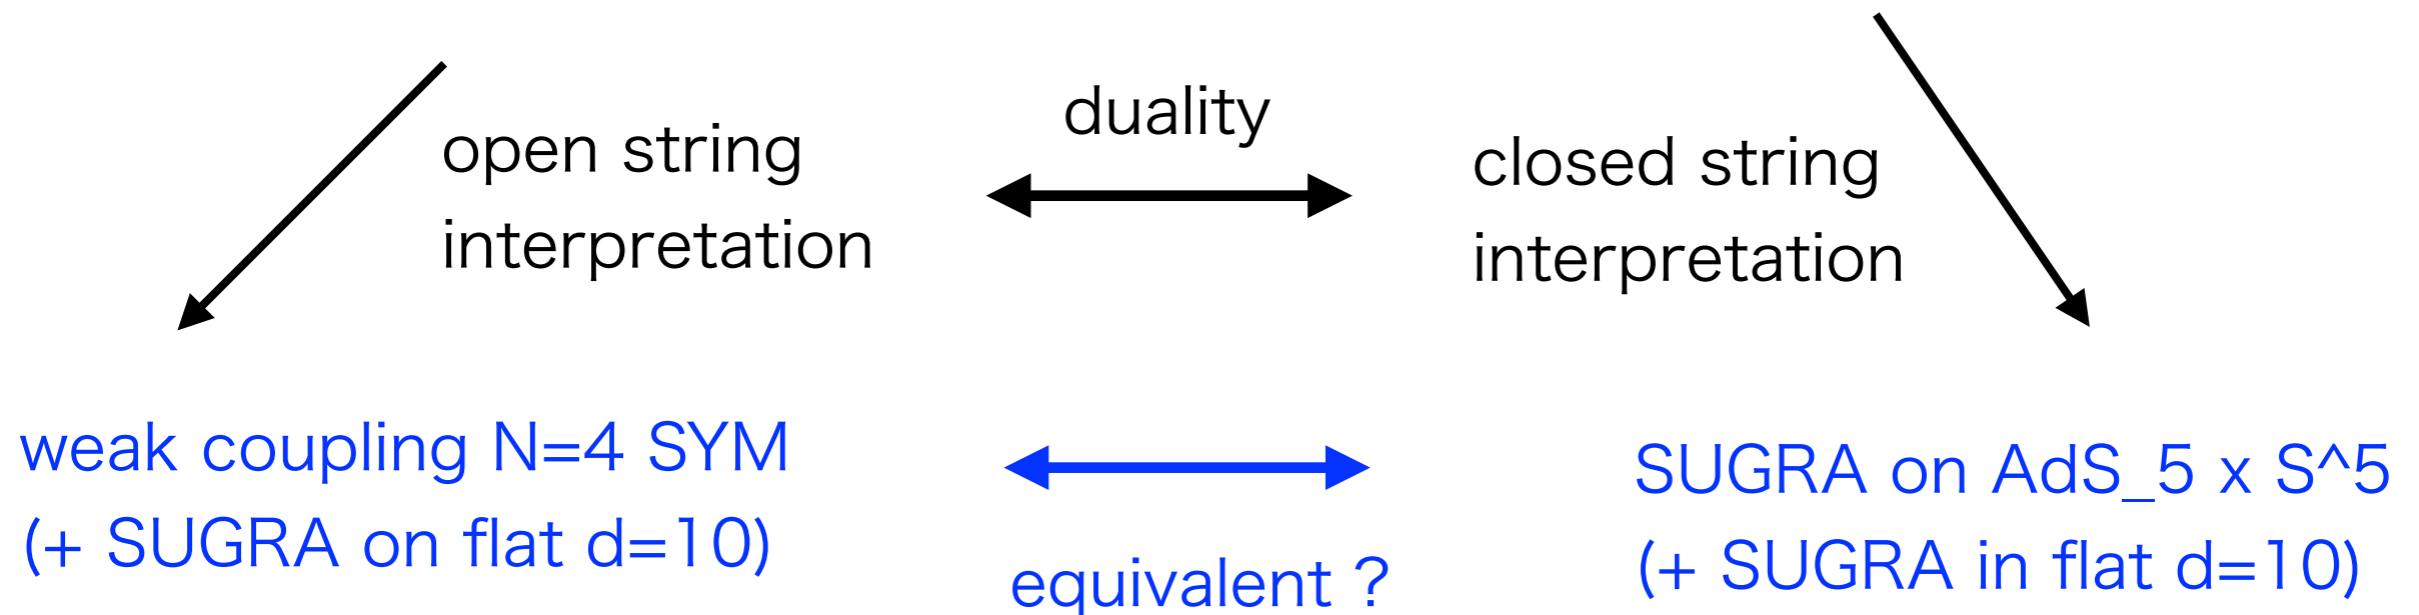 duality
open string
interpretation
closed string
interpretation
weak coupling N=4 SYM
(+ SUGRA on flat d=10)
equivalent ?
SUGRA on AdS_5 x S^5
(+ SUGRA in flat d=10)